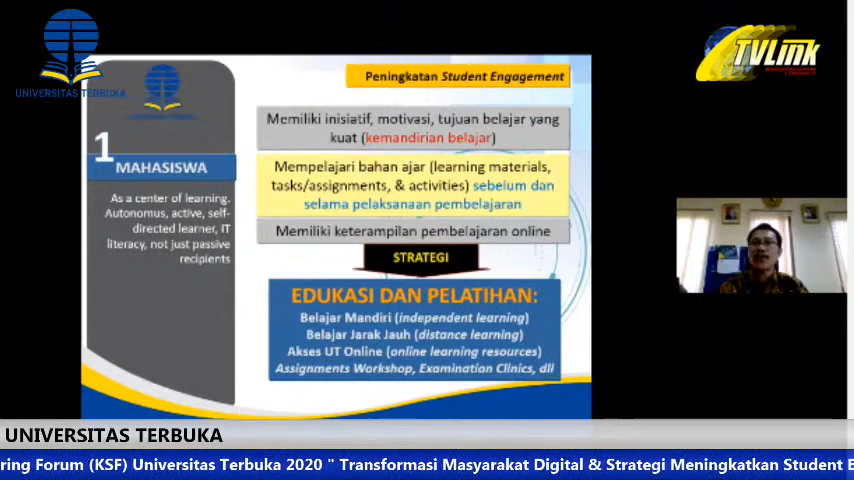 UNIVERSITAS TERBUKA
TVLink
Peningkatan Student Engagement
1
MAHASISWA
As a center of learning.
Autonomus, active, self-
directed learner, IT
literacy, not just passive
recipients
Memiliki inisiatif, motivasi, tujuan belajar yang
kuat (kemandirian belajar)
Mempelajari bahan ajar (learning materials,
tasks/assignments, & activities) sebelum dan
selama pelaksanaan pembelajaran
Memiliki keterampilan pembelajaran online
STRATEGI
EDUKASI DAN PELATIHAN:
Belajar Mandiri (independent learning)
Belajar Jarak Jauh (distance learning)
Akses UT Online (online learning resources)
Assignments Workshop, Examination Clinics, dll
UNIVERSITAS TERBUKA
ring Forum (KSF) Universitas Terbuka 2020 " Transformasi Masyarakat Digital & Strategi Meningkatkan Student E